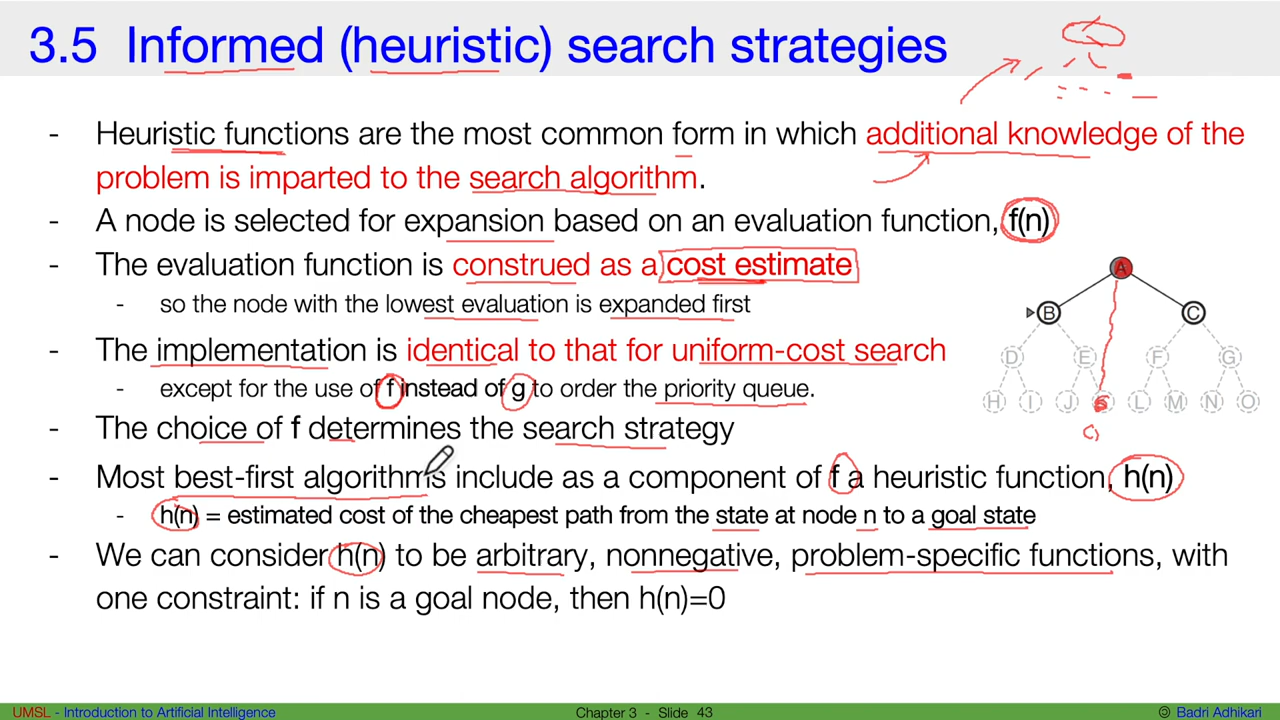 3.5 Informed (heuristic) search strategies
- Heuristic functions are the most common form in which additional knowledge of the
problem is imparted to the search algorithm.
- A node is selected for expansion based on an evaluation function, f(n)
- The evaluation function is construed as a cost estimate
- so the node with the lowest evaluation is expanded first
- The implementation is identical to that for uniform-cost search
- except for the use of f instead of g to order the priority queue.
- The choice of f determines the search strategy
- Most best-first algorithms include as a component of f a heuristic function, h(n)
- h(n) = estimated cost of the cheapest path from the state at node n to a goal state
- We can consider h(n) to be arbitrary, nonnegative, problem-specific functions, with
one constraint: if n is a goal node, then h(n)=0
A
B C
D E F G
H I J L M N O
UMSL - Introduction to Artificial Intelligence Chapter 3 - Slide 43 Badri Adhikari